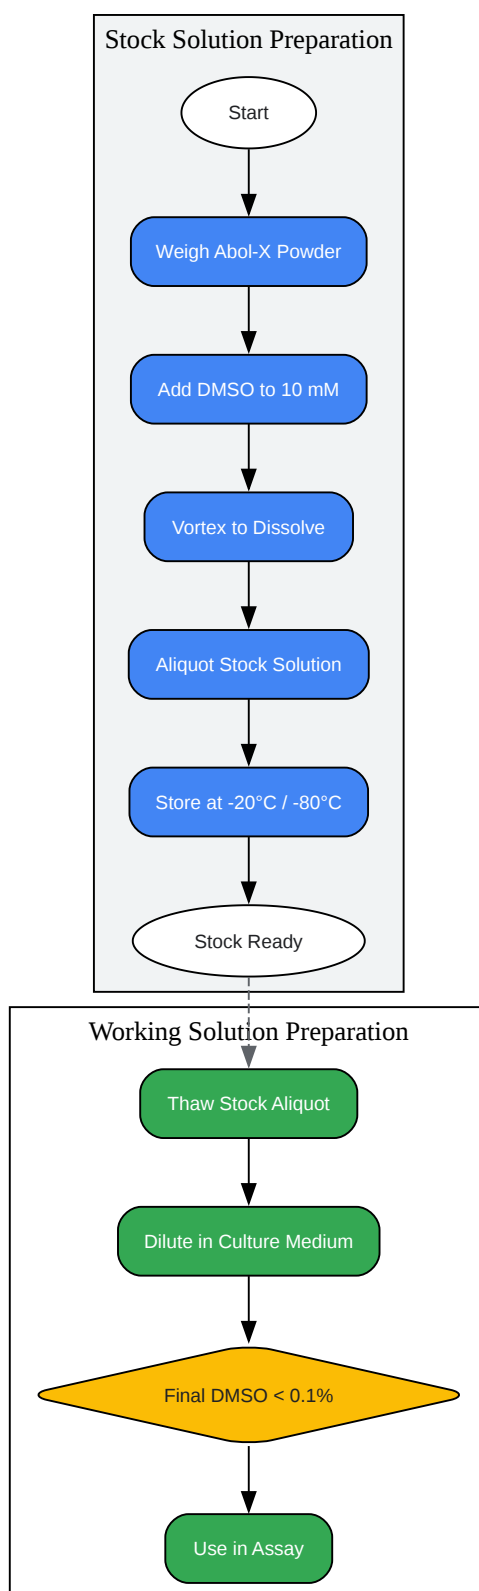 Stock Solution Preparation
Start
Weigh Abol-X Powder
Add DMSO to 10 mM
Vortex to Dissolve
Aliquot Stock Solution
Store at -20°C / -80°C
Stock Ready
Working Solution Preparation
Thaw Stock Aliquot
Dilute in Culture Medium
Final DMSO < 0.1%
Use in Assay